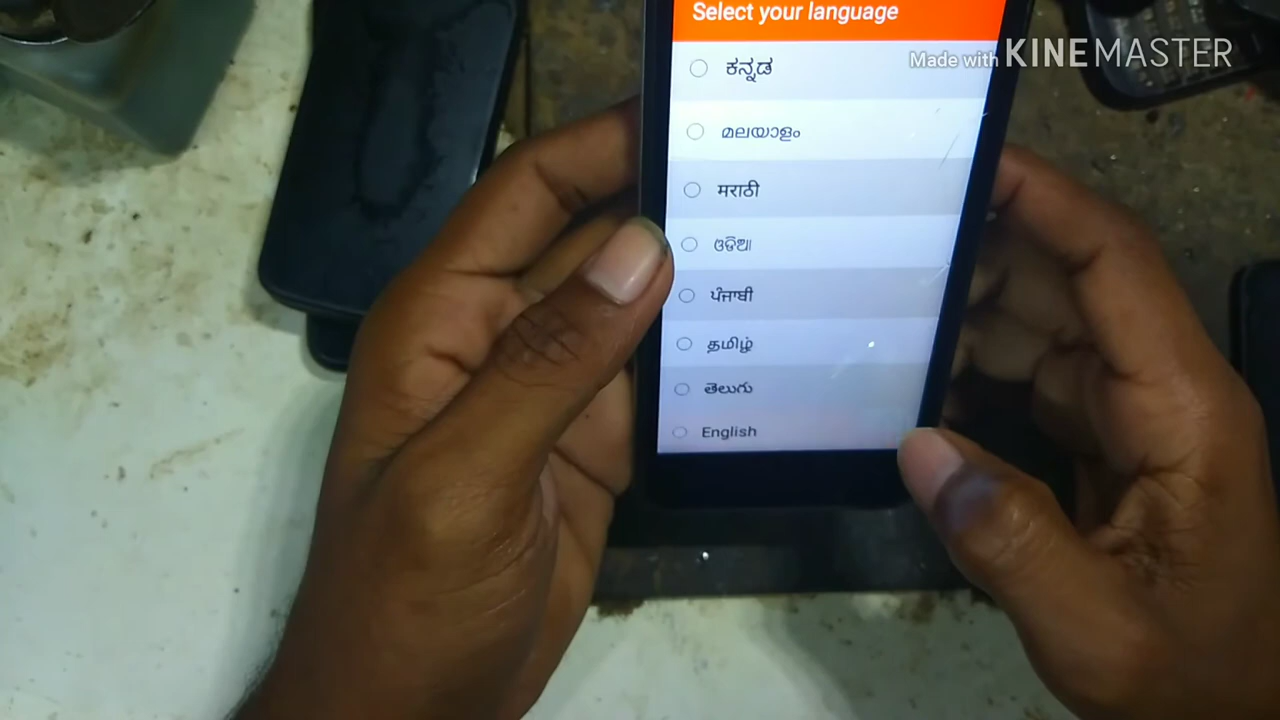 Select your language
ಕನ್ನಡ
Made with KINEMASTER
മലയാളം
मराठी
ଓଡ଼ିଆ
ਪੰਜਾਬੀ
தமிழ்
తెలుగు
English